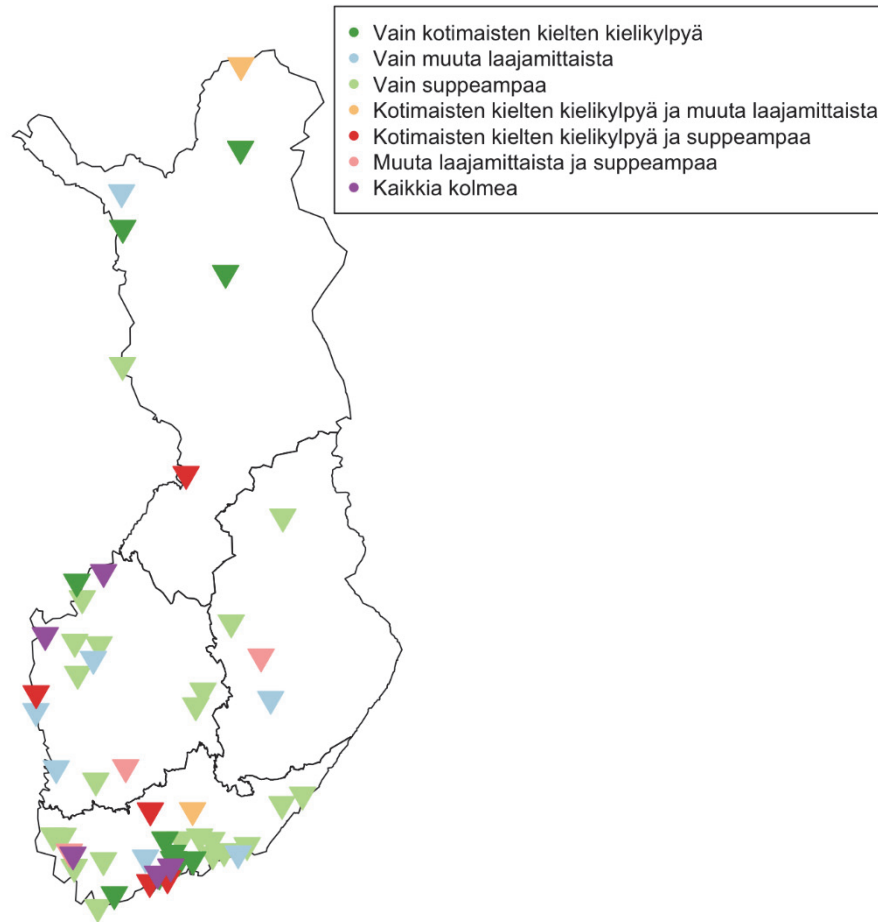 Vain kotimaisten kielten kielikylpyä
Vain muuta laajamittaista
Vain suppeampaa
Kotimaisten kielten kielikylpyä ja muuta laajamittaista
Kotimaisten kielten kielikylpyä ja suppeampaa
Muuta laajamittaista ja suppeampaa
Kaikkia kolmea